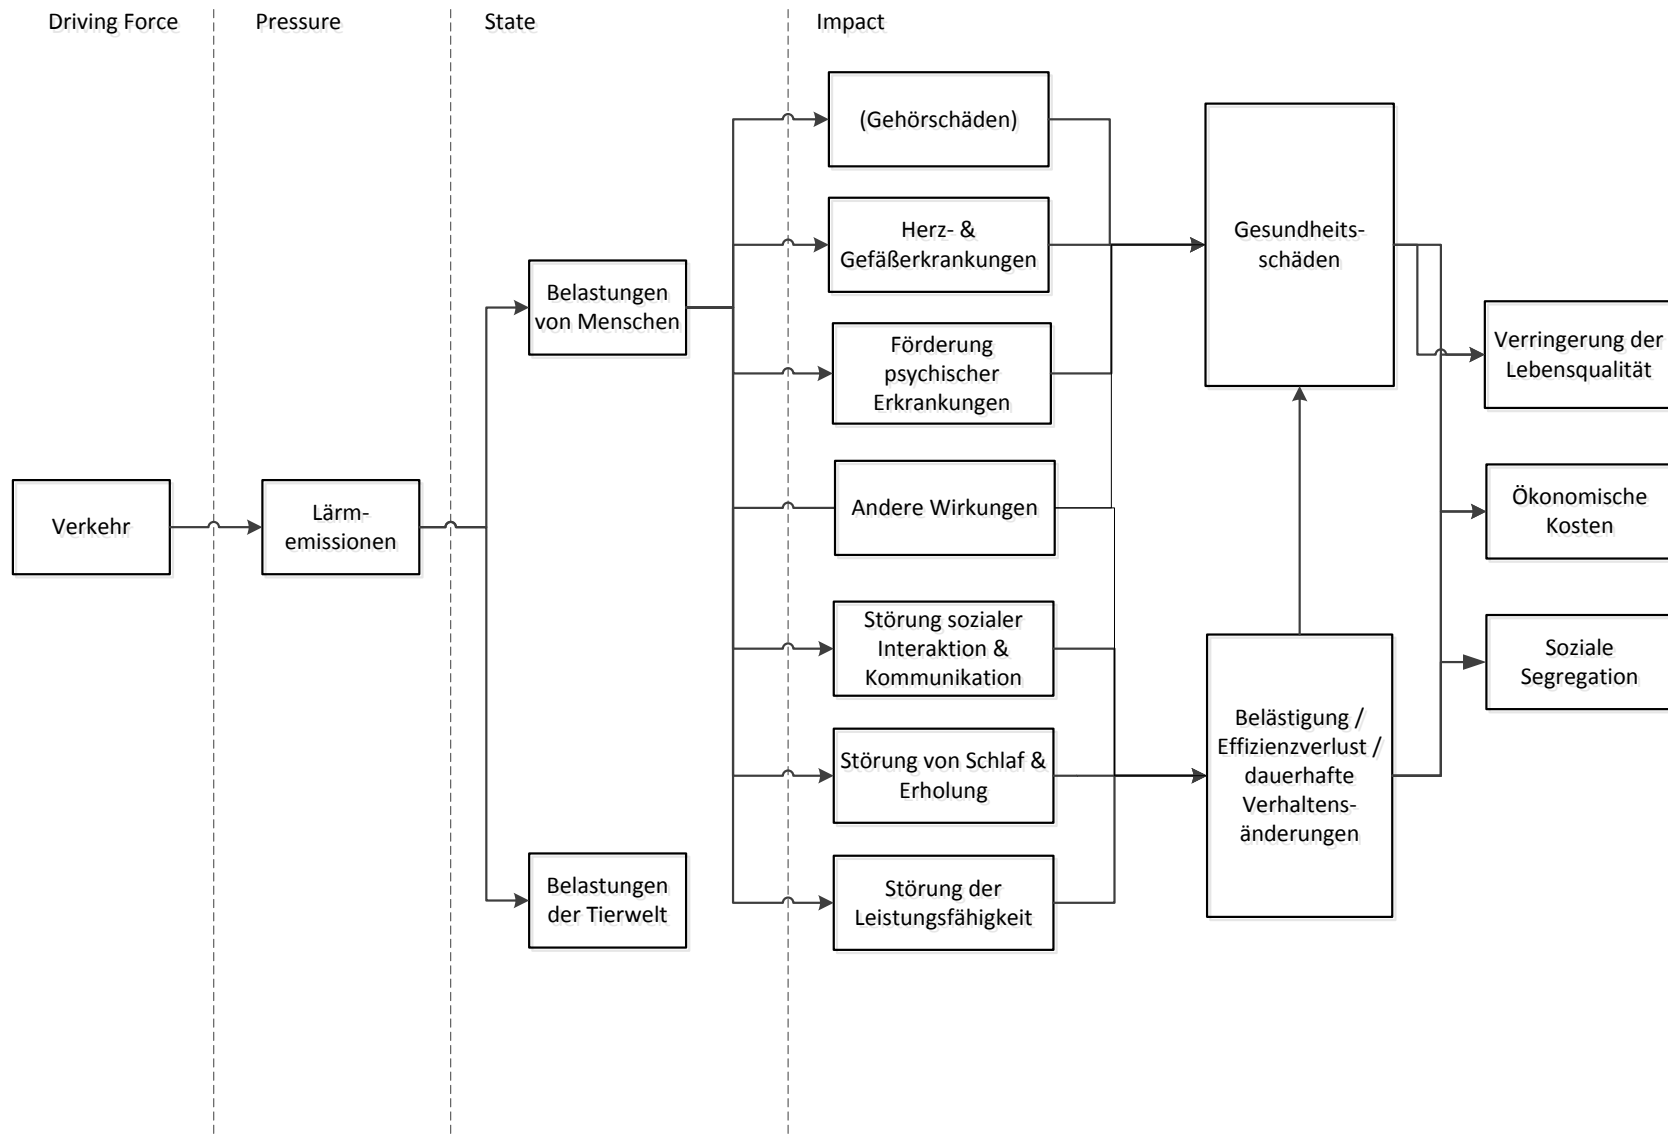 Driving Force
Pressure
State
Impact
Verkehr
Lärm-
emissionen
Belastungen
von Menschen
Belastungen
der Tierwelt
(Gehörschäden)
Herz- &
Gefäßerkrankungen
Förderung
psychischer
Erkrankungen
Andere Wirkungen
Störung sozialer
Interaktion &
Kommunikation
Störung von Schlaf &
Erholung
Störung der
Leistungsfähigkeit
Gesundheits-
schäden
Belästigung /
Effizienzverlust /
dauerhafte
Verhaltens-
änderungen
Verringerung der
Lebensqualität
Ökonomische
Kosten
Soziale
Segregation